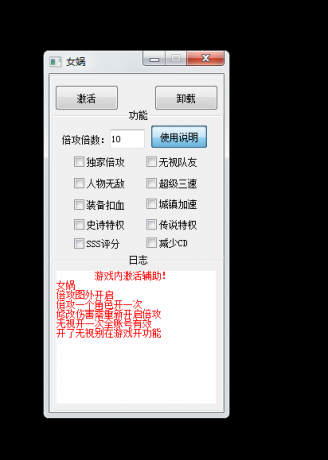 女娲
激活 卸载
功能
倍攻倍数: 10 使用说明
独家倍攻 无视队友
人物无敌 超级三速
装备扣血 城镇加速
史诗特权 传说特权
SSS评分 减少CD
日志
游戏内激活辅助!
女娲
倍攻图外开启
倍攻一个角色开一次
修改伤害需重新开启倍攻
无视开一次全账号有效
开了无视别在游戏开功能